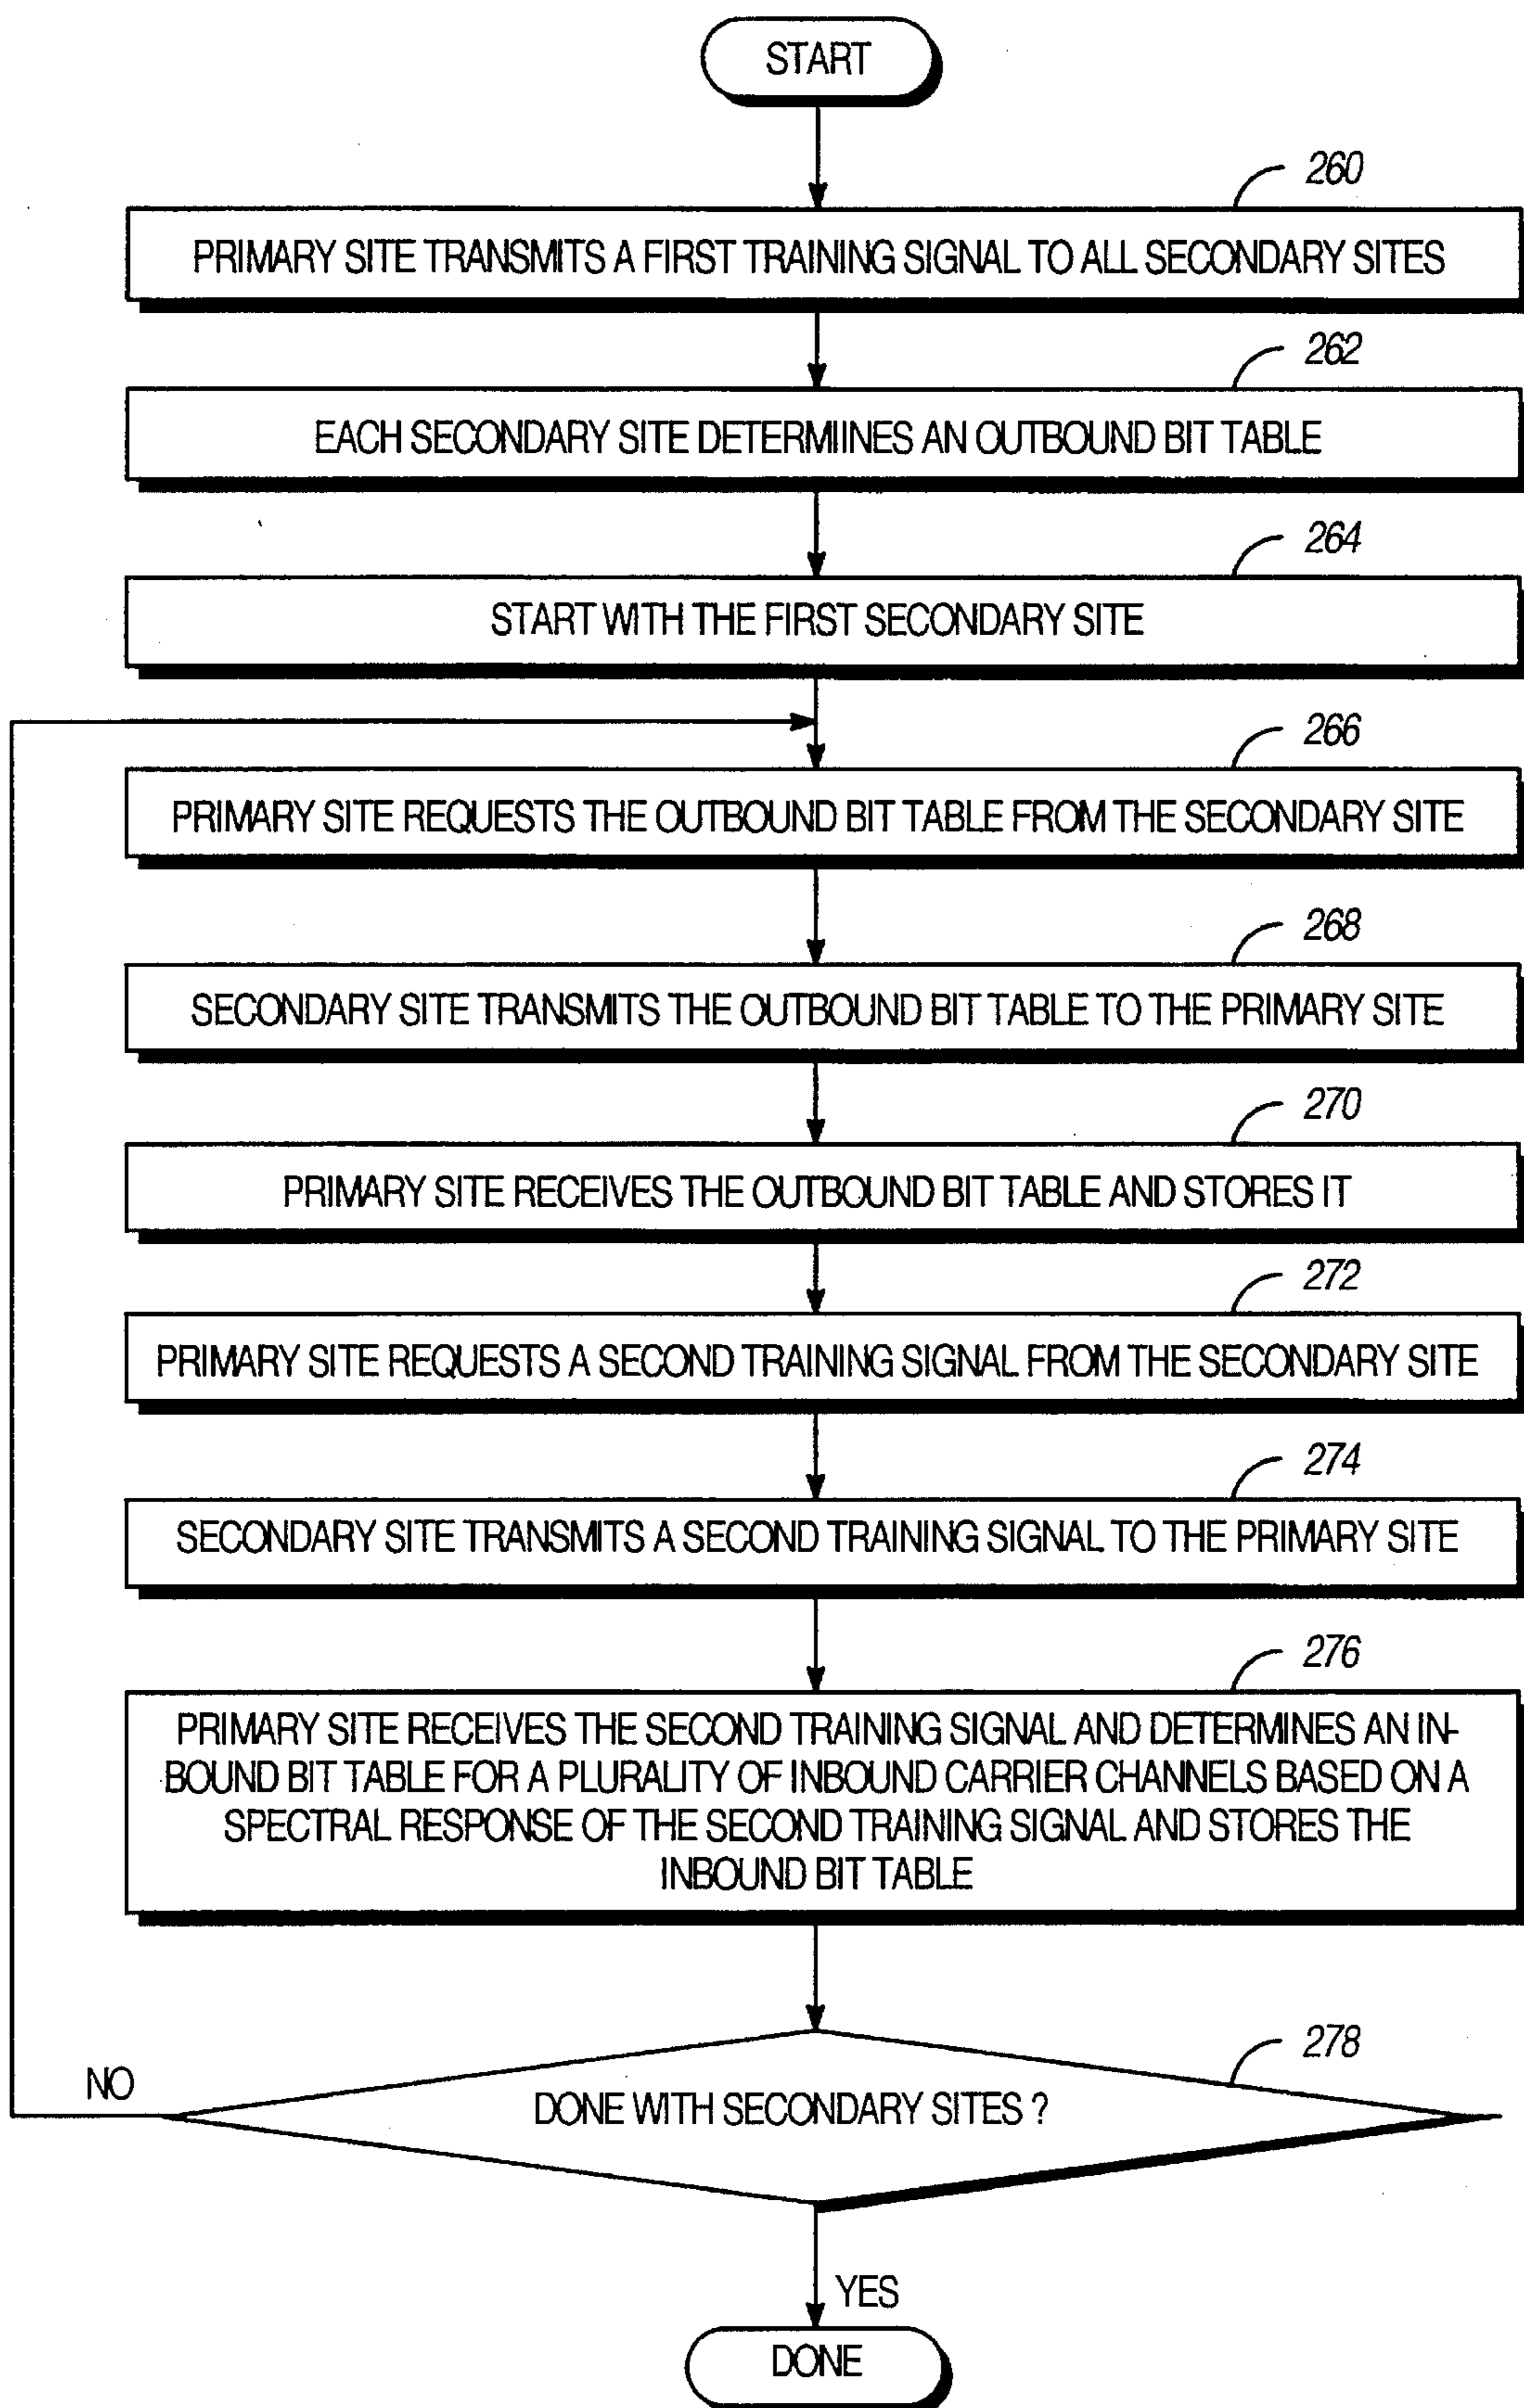 START
260
PRIMARY SITE TRANSMITS A FIRST TRAINING SIGNAL TO ALL SECONDARY SITES
262
EACH SECONDARY SITE DETERMIINES AN OUTBOUND BIT TABLE
264
START WITH THE FIRST SECONDARY SITE
266
PRIMARY SITE REQUESTS THE OUTBOUND BIT TABLE FROM THE SECONDARY SITE
268
SECONDARY SITE TRANSMITS THE OUTBOUND BIT TABLE TO THE PRIMARY SITE
270
PRIMARY SITE RECEIVES THE OUTBOUND BIT TABLE AND STORES IT
272
PRIMARY SITE REQUESTS A SECOND TRAINING SIGNAL FROM THE SECONDARY SITE
274
SECONDARY SITE TRANSMITS A SECOND TRAINING SIGNAL TO THE PRIMARY SITE
276
PRIMARY SITE RECEIVES THE SECOND TRAINING SIGNAL AND DETERMINES AN IN-
BOUND BIT TABLE FOR A PLURALITY OF INBOUND CARRIER CHANNELS BASED ON A
SPECTRAL RESPONSE OF THE SECOND TRAINING SIGNAL AND STORES THE
INBOUND BIT TABLE
278
NO
DONE WITH SECONDARY SITES ?
YES
DONE